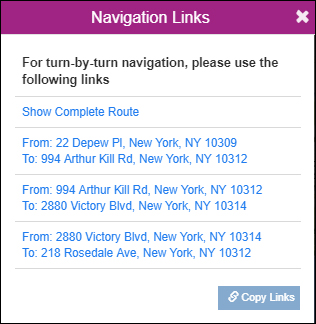 Navigation Links
For turn-by-turn navigation, please use the
following links
Show Complete Route
From: 22 Depew Pl, New York, NY 10309
To: 994 Arthur Kill Rd, New York, NY 10312
From: 994 Arthur Kill Rd, New York, NY 10312
To: 2880 Victory Blvd, New York, NY 10314
From: 2880 Victory Blvd, New York, NY 10314
To: 218 Rosedale Ave, New York, NY 10312
Copy Links